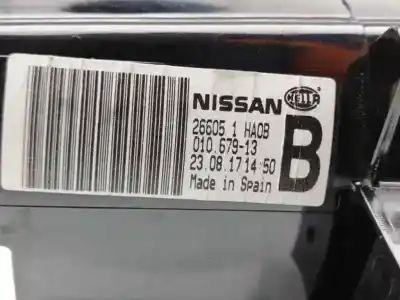 NISSAN HELLA
26605 1 HA0B
010.679-13
23.08.17 14:50
Made in Spain
B